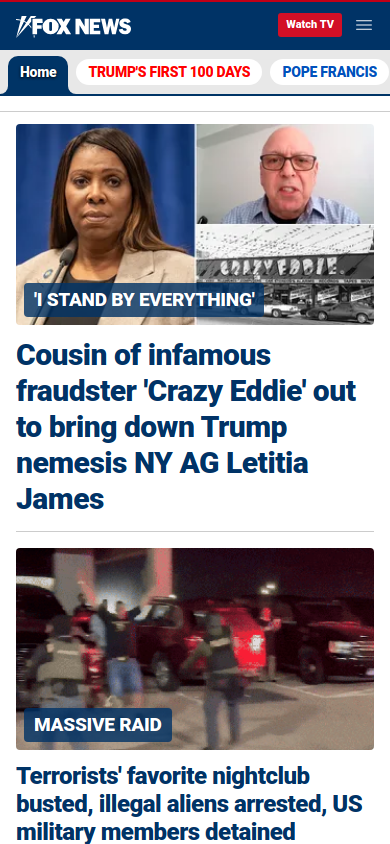 FOX NEWS
Watch TV
Home
TRUMP'S FIRST 100 DAYS
POPE FRANCIS
CRAZY EDDIE
'I STAND BY EVERYTHING'
Cousin of infamous
fraudster 'Crazy Eddie' out
to bring down Trump
nemesis NY AG Letitia
James
MASSIVE RAID
Terrorists' favorite nightclub
busted, illegal aliens arrested, US
military members detained